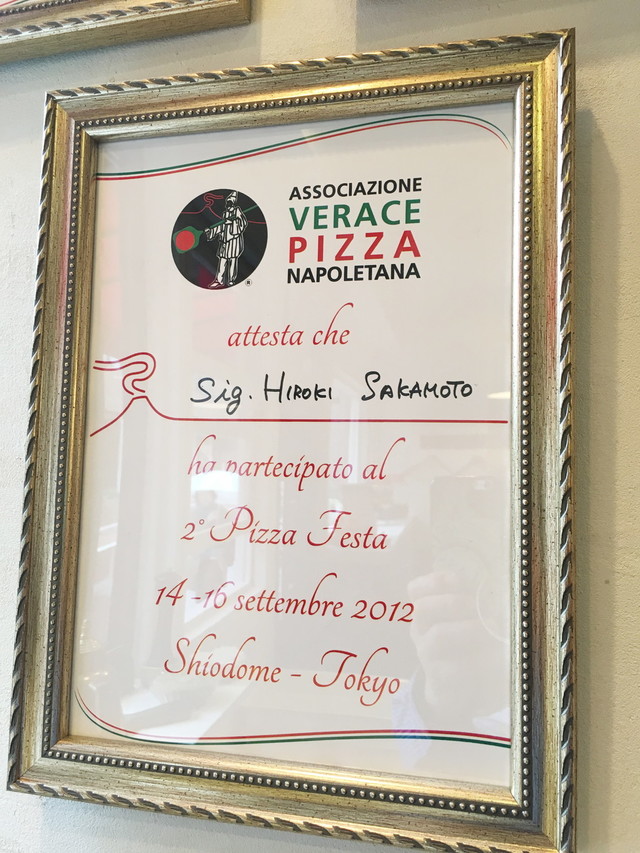 ASSOCIAZIONE
VERACE
PIZZA
NAPOLETANA
®
attesta che
Sig. HIROKI SAKAMOTO
ha partecipato al
2° Pizza Festa
14-16 settembre 2012
Shiodome - Tokyo